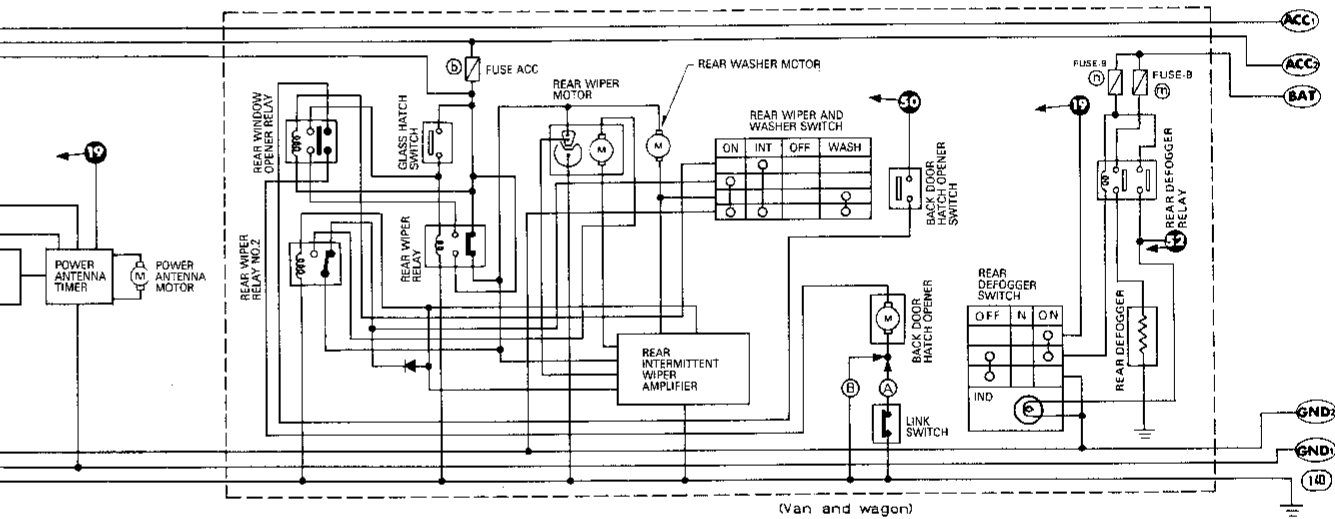 ACC1
ACC2
BAT
FUSE-B
n
FUSE-B
m
b
FUSE ACC
REAR WASHER MOTOR
REAR WIPER
MOTOR
M
M
REAR WINDOW
OPENER RELAY
GLASS HATCH
SWITCH
REAR WIPER AND
WASHER SWITCH
ON INT OFF WASH
50
BACK DOOR
HATCH OPENER
SWITCH
19
REAR DEFOGGER
RELAY
52
19
POWER
ANTENNA
TIMER
M
POWER
ANTENNA
MOTOR
REAR WIPER
RELAY NO.2
REAR WIPER
RELAY
REAR
INTERMITTENT
WIPER
AMPLIFIER
M
BACK DOOR
HATCH OPENER
B
A
LINK
SWITCH
REAR
DEFOGGER
SWITCH
OFF N ON
IND
REAR DEFOGGER
GND2
GND1
140
(Van and wagon)